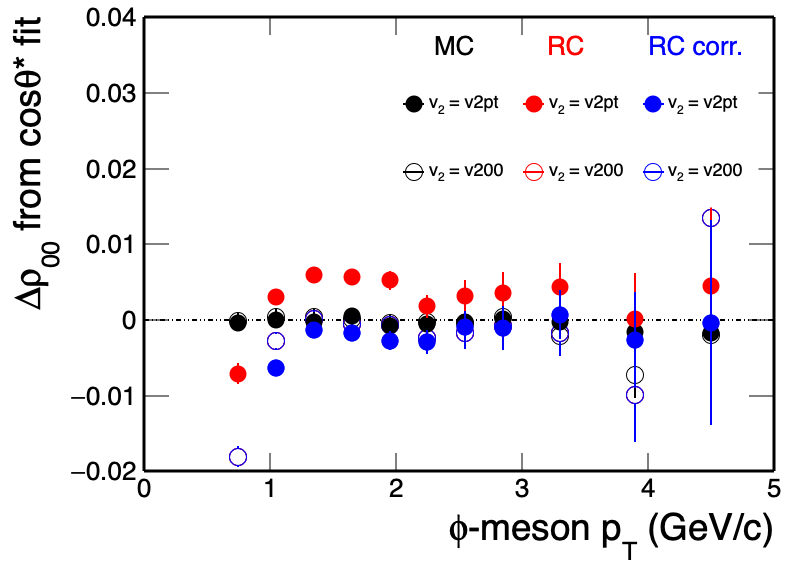 Δρ00 from cosθ* fit
0.04
0.03
0.02
0.01
0
−0.01
−0.02
MC RC RC corr.
v2 = v2pt v2 = v2pt v2 = v2pt
v2 = v200 v2 = v200 v2 = v200
0 1 2 3 4 5
ϕ-meson pT (GeV/c)